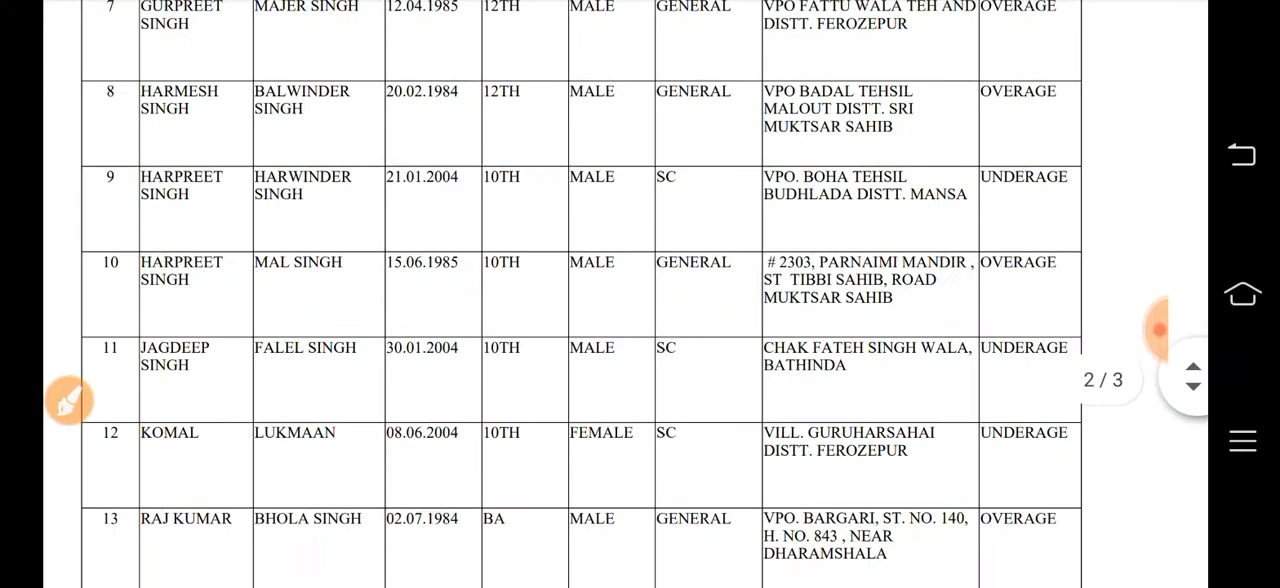 7 GURPREET MAJER SINGH 12.04.1985 12TH MALE GENERAL VPO FATTU WALA TEH AND OVERAGE
SINGH DISTT. FEROZEPUR
8 HARMESH BALWINDER 20.02.1984 12TH MALE GENERAL VPO BADAL TEHSIL OVERAGE
SINGH SINGH MALOUT DISTT. SRI
MUKTSAR SAHIB
9 HARPREET HARWINDER 21.01.2004 10TH MALE SC VPO. BOHA TEHSIL UNDERAGE
SINGH SINGH BUDHLADA DISTT. MANSA
10 HARPREET MAL SINGH 15.06.1985 10TH MALE GENERAL # 2303, PARNAIMI MANDIR , OVERAGE
SINGH ST TIBBI SAHIB, ROAD
MUKTSAR SAHIB
11 JAGDEEP FALEL SINGH 30.01.2004 10TH MALE SC CHAK FATEH SINGH WALA, UNDERAGE
SINGH BATHINDA
2 / 3
12 KOMAL LUKMAAN 08.06.2004 10TH FEMALE SC VILL. GURUHARSAHAI UNDERAGE
DISTT. FEROZEPUR
13 RAJ KUMAR BHOLA SINGH 02.07.1984 BA MALE GENERAL VPO. BARGARI, ST. NO. 140, OVERAGE
H. NO. 843 , NEAR
DHARAMSHALA